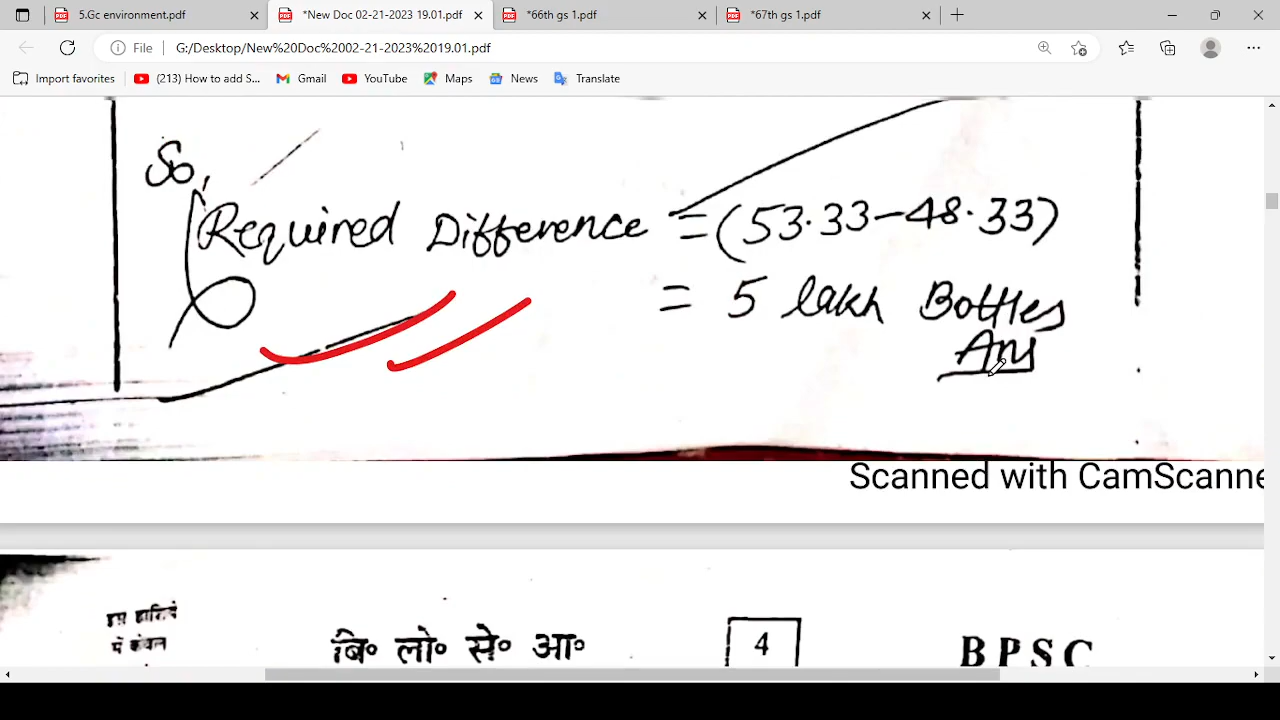 5.Gc environment.pdf
*New Doc 02-21-2023 19.01.pdf
*66th gs 1.pdf
*67th gs 1.pdf
File
G:/Desktop/New%20Doc%2002-21-2023%2019.01.pdf
Import favorites
(213) How to add S...
Gmail
YouTube
Maps
News
Translate
So,
Required Difference = (53.33-48.33)
= 5 lakh Bottles
Ans
Scanned with CamScanne
इस हाशिये
में केवल
बि० लो० से० आ०
4
BPSC